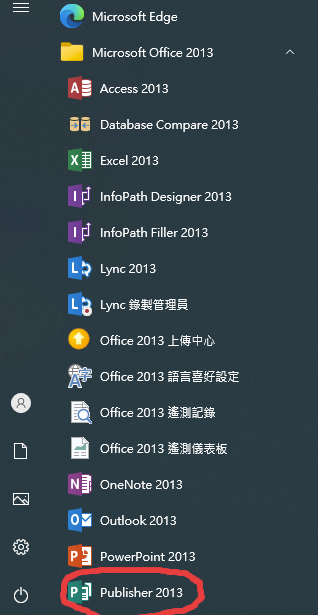 Microsoft Edge
Microsoft Office 2013
Access 2013
Database Compare 2013
Excel 2013
InfoPath Designer 2013
InfoPath Filler 2013
Lync 2013
Lync 錄製管理員
Office 2013 上傳中心
Office 2013 語言喜好設定
Office 2013 遙測記錄
Office 2013 遙測儀表板
OneNote 2013
Outlook 2013
PowerPoint 2013
Publisher 2013